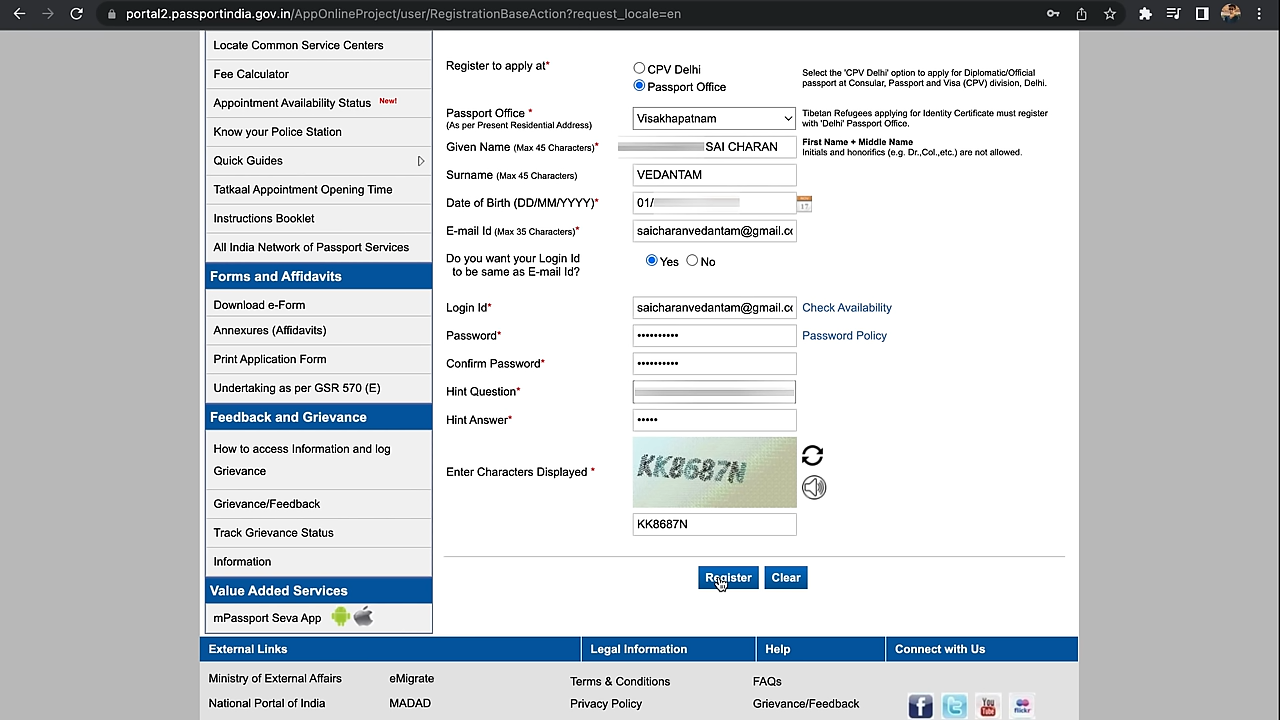 portal2.passportindia.gov.in/AppOnlineProject/user/RegistrationBaseAction?request_locale=en
Locate Common Service Centers
Fee Calculator
Appointment Availability Status New!
Know your Police Station
Quick Guides
Tatkaal Appointment Opening Time
Instructions Booklet
All India Network of Passport Services
Forms and Affidavits
Download e-Form
Annexures (Affidavits)
Print Application Form
Undertaking as per GSR 570 (E)
Feedback and Grievance
How to access Information and log
Grievance
Grievance/Feedback
Track Grievance Status
Information
Value Added Services
mPassport Seva App
Register to apply at*
CPV Delhi
Passport Office
Select the 'CPV Delhi' option to apply for Diplomatic/Official
passport at Consular, Passport and Visa (CPV) division, Delhi.
Passport Office *
(As per Present Residential Address)
Visakhapatnam
Tibetan Refugees applying for Identity Certificate must register
with 'Delhi' Passport Office.
Given Name (Max 45 Characters)*
SAI CHARAN
First Name + Middle Name
Initials and honorifics (e.g. Dr.,Col.,etc.) are not allowed.
Surname (Max 45 Characters)
VEDANTAM
Date of Birth (DD/MM/YYYY)*
01/
17
E-mail Id (Max 35 Characters)*
saicharanvedantam@gmail.co
Do you want your Login Id
to be same as E-mail Id?
Yes No
Login Id*
saicharanvedantam@gmail.co
Check Availability
Password*
••••••••••
Password Policy
Confirm Password*
••••••••••
Hint Question*
Hint Answer*
•••••
Enter Characters Displayed *
KK8687N
KK8687N
Register
Clear
External Links
Legal Information
Help
Connect with Us
Ministry of External Affairs
eMigrate
Terms & Conditions
FAQs
National Portal of India
MADAD
Privacy Policy
Grievance/Feedback
f
t
You
Tube
flickr